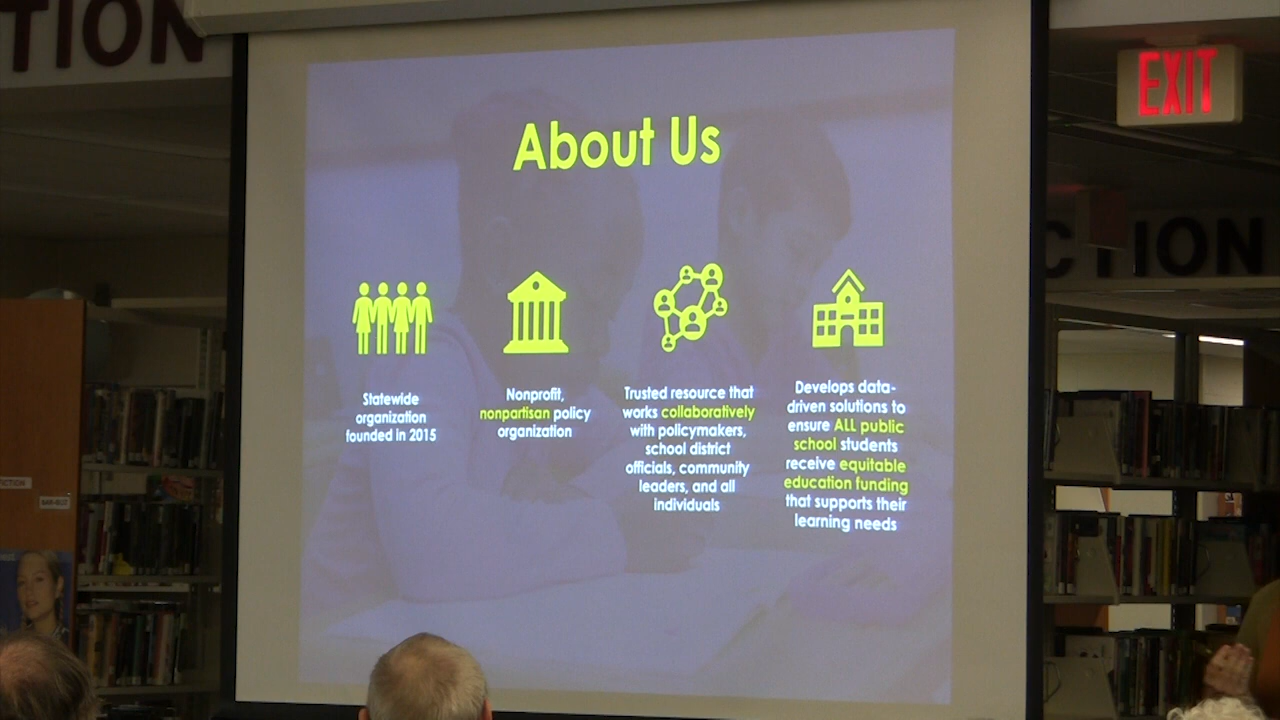 TION
EXIT
CTION
About Us
Statewide
organization
founded in 2015
Nonprofit,
nonpartisan policy
organization
Trusted resource that
works collaboratively
with policymakers,
school district
officials, community
leaders, and all
individuals
Develops data-
driven solutions to
ensure ALL public
school students
receive equitable
education funding
that supports their
learning needs